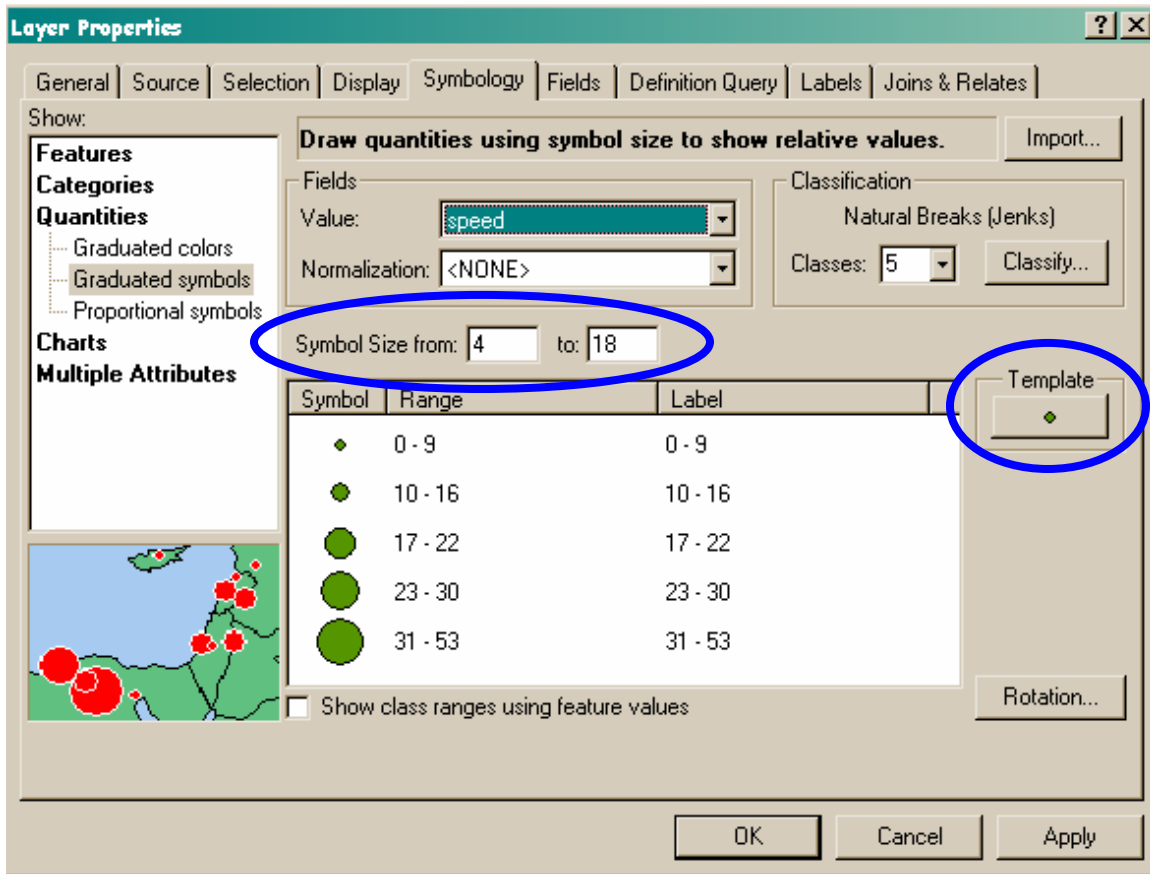 Layer Properties
? X
General Source Selection Display Symbology Fields Definition Query Labels Joins & Relates
Show:
Features
Categories
Quantities
Graduated colors
Graduated symbols
Proportional symbols
Charts
Multiple Attributes
Draw quantities using symbol size to show relative values.
Import...
Fields
Value: speed
Normalization: <NONE>
Classification
Natural Breaks (Jenks)
Classes: 5 Classify...
Symbol Size from: 4 to: 18
Template
Symbol Range Label
0 - 9 0 - 9
10 - 16 10 - 16
17 - 22 17 - 22
23 - 30 23 - 30
31 - 53 31 - 53
Show class ranges using feature values
Rotation...
OK Cancel Apply